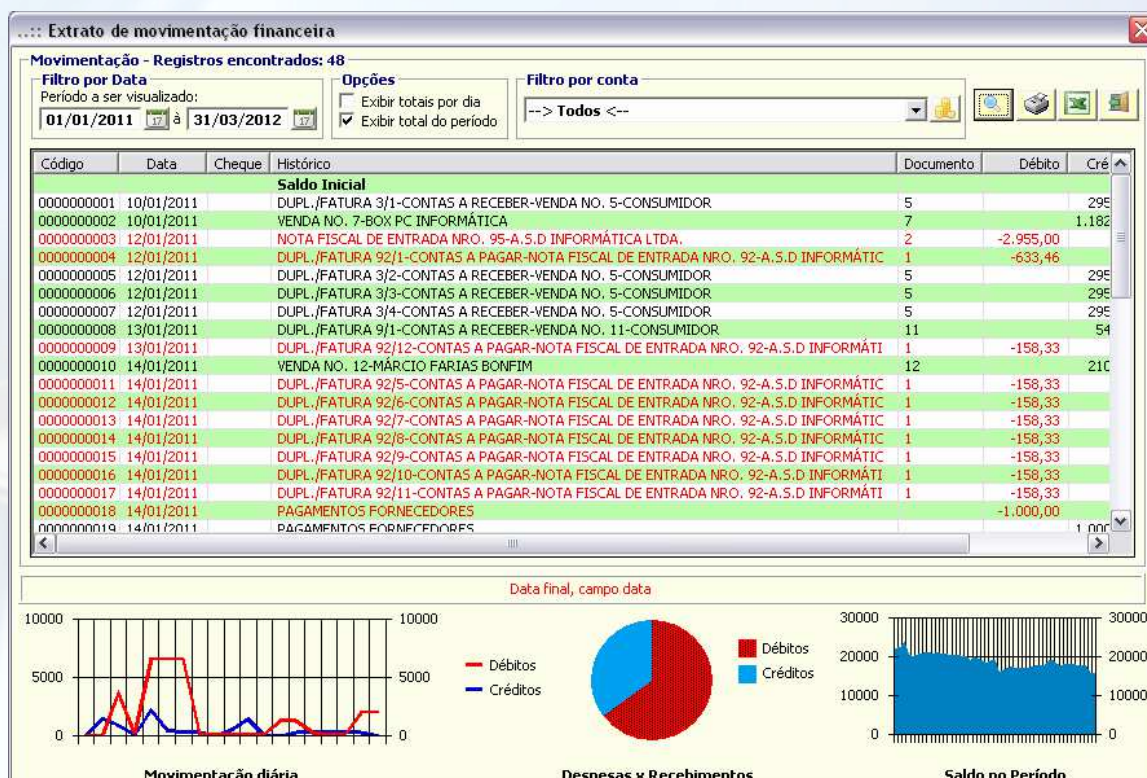 ..:: Extrato de movimentação financeira
Movimentação - Registros encontrados: 48
Filtro por Data Opções Filtro por conta
Período a ser visualizado:
01/01/2011 17 à 31/03/2012 17
Exibir totais por dia
Exibir total do período
--> Todos <--
Código Data Cheque Histórico Documento Débito Cré
Saldo Inicial
0000000001 10/01/2011 DUPL./FATURA 3/1-CONTAS A RECEBER-VENDA NO. 5-CONSUMIDOR 5 295
0000000002 10/01/2011 VENDA NO. 7-BOX PC INFORMÁTICA 7 1.182
0000000003 12/01/2011 NOTA FISCAL DE ENTRADA NRO. 95-A.S.D INFORMÁTICA LTDA. 2 -2.955,00
0000000004 12/01/2011 DUPL./FATURA 92/1-CONTAS A PAGAR-NOTA FISCAL DE ENTRADA NRO. 92-A.S.D INFORMÁTIC 1 -633,46
0000000005 12/01/2011 DUPL./FATURA 3/2-CONTAS A RECEBER-VENDA NO. 5-CONSUMIDOR 5 295
0000000006 12/01/2011 DUPL./FATURA 3/3-CONTAS A RECEBER-VENDA NO. 5-CONSUMIDOR 5 295
0000000007 12/01/2011 DUPL./FATURA 3/4-CONTAS A RECEBER-VENDA NO. 5-CONSUMIDOR 5 295
0000000008 13/01/2011 DUPL./FATURA 9/1-CONTAS A RECEBER-VENDA NO. 11-CONSUMIDOR 11 54
0000000009 13/01/2011 DUPL./FATURA 92/12-CONTAS A PAGAR-NOTA FISCAL DE ENTRADA NRO. 92-A.S.D INFORMÁTI 1 -158,33
0000000010 14/01/2011 VENDA NO. 12-MÁRCIO FARIAS BONFIM 12 210
0000000011 14/01/2011 DUPL./FATURA 92/5-CONTAS A PAGAR-NOTA FISCAL DE ENTRADA NRO. 92-A.S.D INFORMÁTIC 1 -158,33
0000000012 14/01/2011 DUPL./FATURA 92/6-CONTAS A PAGAR-NOTA FISCAL DE ENTRADA NRO. 92-A.S.D INFORMÁTIC 1 -158,33
0000000013 14/01/2011 DUPL./FATURA 92/7-CONTAS A PAGAR-NOTA FISCAL DE ENTRADA NRO. 92-A.S.D INFORMÁTIC 1 -158,33
0000000014 14/01/2011 DUPL./FATURA 92/8-CONTAS A PAGAR-NOTA FISCAL DE ENTRADA NRO. 92-A.S.D INFORMÁTIC 1 -158,33
0000000015 14/01/2011 DUPL./FATURA 92/9-CONTAS A PAGAR-NOTA FISCAL DE ENTRADA NRO. 92-A.S.D INFORMÁTIC 1 -158,33
0000000016 14/01/2011 DUPL./FATURA 92/10-CONTAS A PAGAR-NOTA FISCAL DE ENTRADA NRO. 92-A.S.D INFORMÁTI 1 -158,33
0000000017 14/01/2011 DUPL./FATURA 92/11-CONTAS A PAGAR-NOTA FISCAL DE ENTRADA NRO. 92-A.S.D INFORMÁTI 1 -158,33
0000000018 14/01/2011 PAGAMENTOS FORNECEDORES -1.000,00
0000000019 14/01/2011 PAGAMENTOS FORNECEDORES 1.000
Data final, campo data
10000 10000
5000 5000
0 0
Débitos
Créditos
Movimentação diária
Débitos
Créditos
Despesas x Recebimentos
30000 30000
20000 20000
10000 10000
0 0
Saldo no Período